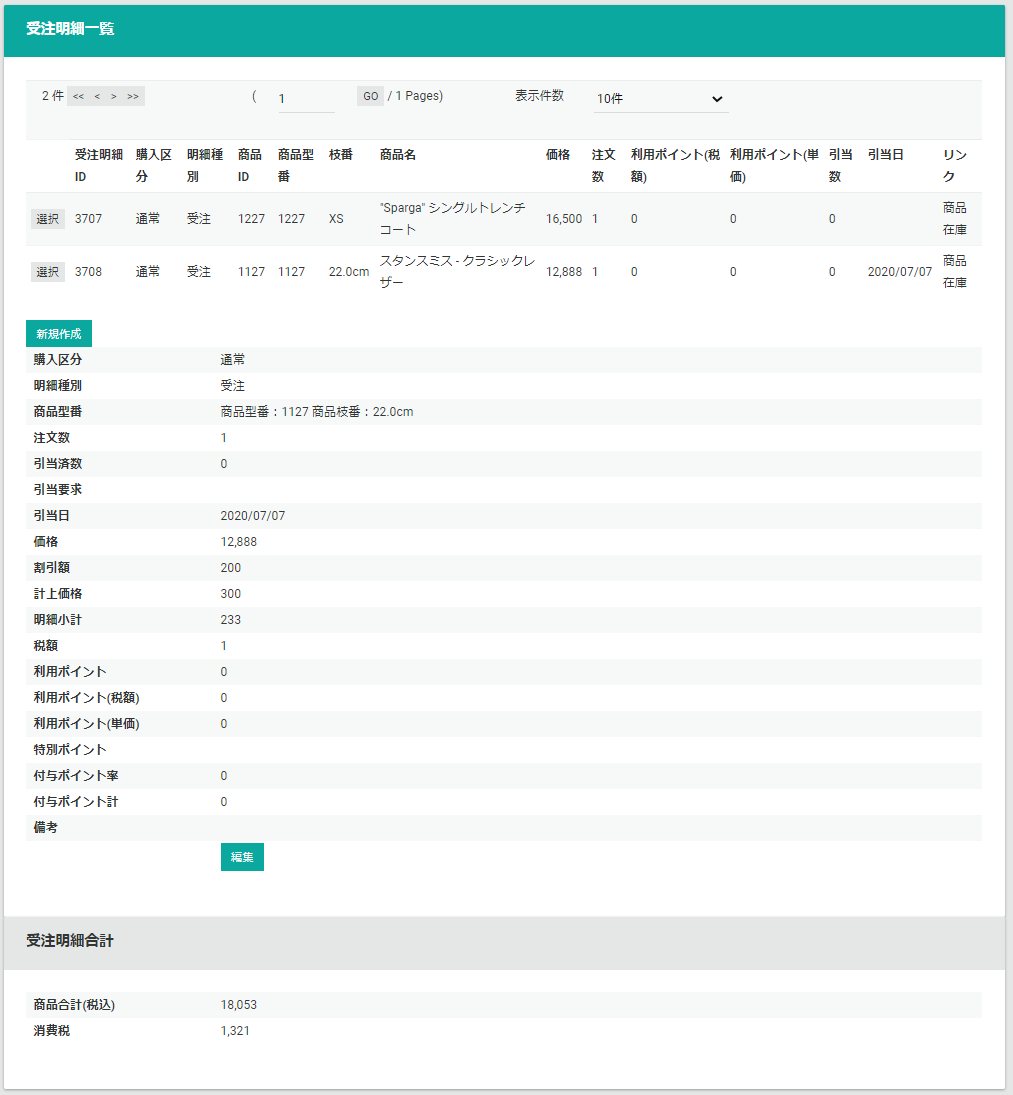 受注明細一覧
2 件 << < > >> ( 1 GO / 1 Pages) 表示件数 10件
受注明細ID 購入区分 明細種別 商品ID 商品型番 枝番 商品名 価格 注文数 利用ポイント(税額) 利用ポイント(単価) 引当数 引当日 リンク
選択 3707 通常 受注 1227 1227 XS "Sparga" シングルトレンチコート 16,500 1 0 0 0 商品 在庫
選択 3708 通常 受注 1127 1127 22.0cm スタンスミス - クラシックレザー 12,888 1 0 0 0 2020/07/07 商品 在庫
新規作成
購入区分 通常
明細種別 受注
商品型番 商品型番：1127 商品枝番：22.0cm
注文数 1
引当済数 0
引当要求
引当日 2020/07/07
価格 12,888
割引額 200
計上価格 300
明細小計 233
税額 1
利用ポイント 0
利用ポイント(税額) 0
利用ポイント(単価) 0
特別ポイント
付与ポイント率 0
付与ポイント計 0
備考
編集
受注明細合計
商品合計(税込) 18,053
消費税 1,321